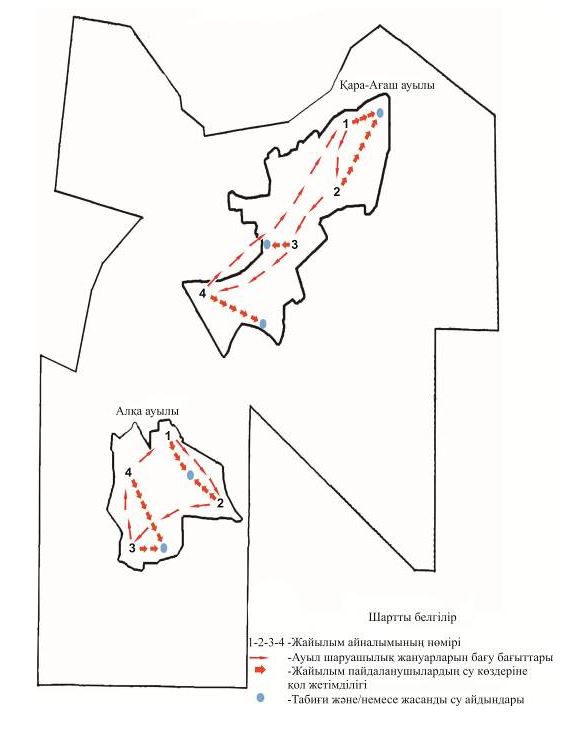 Қара-Ағаш ауылы
1
2
3
4
Алқа ауылы
1
4
2
3
Шартты белгілір
1-2-3-4 -Жайылым айналымының нөмірі
-Ауыл шаруашылық жануарларын бағу бағыттары
-Жайылым пайдаланушылардың су көздеріне
қол жетімділігі
-Табиғи және/немесе жасанды су айдындары